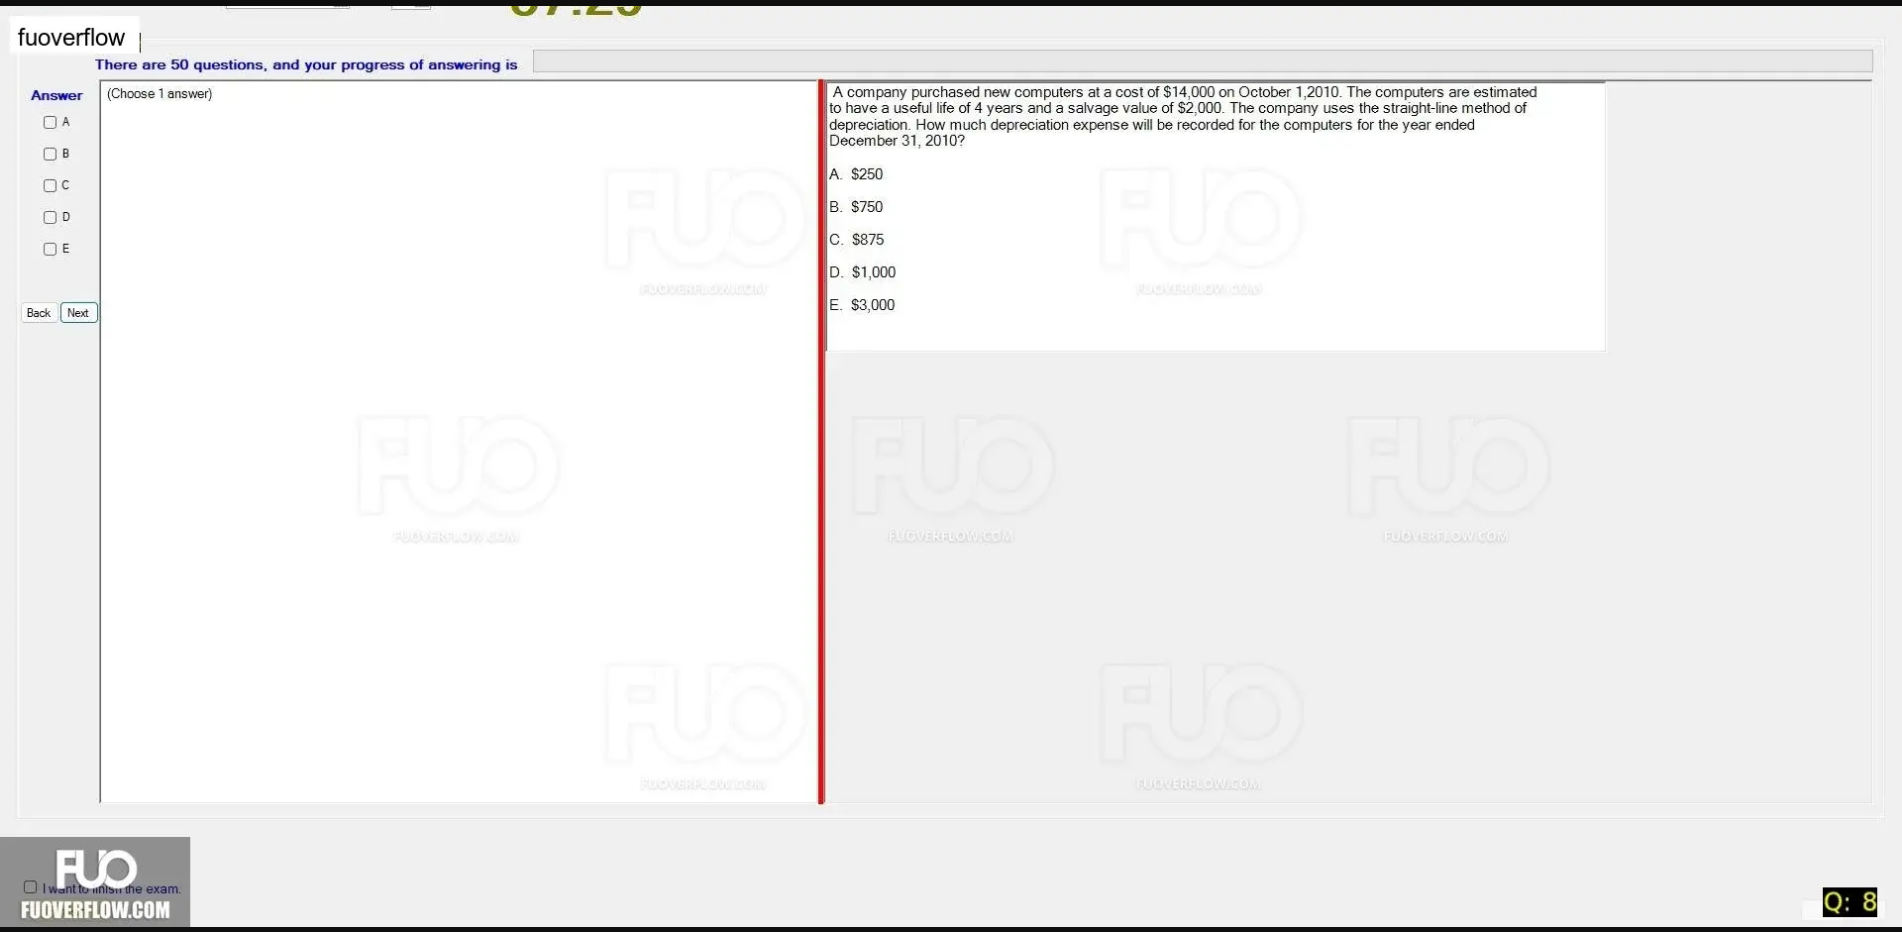 fuoverflow
There are 50 questions, and your progress of answering is
Answer
(Choose 1 answer)
A
B
C
D
E
Back Next
A company purchased new computers at a cost of $14,000 on October 1,2010. The computers are estimated
to have a useful life of 4 years and a salvage value of $2,000. The company uses the straight-line method of
depreciation. How much depreciation expense will be recorded for the computers for the year ended
December 31, 2010?
A. $250
B. $750
C. $875
D. $1,000
E. $3,000
FUO FUO
FUOVERFLOW.COM FUOVERFLOW.COM
FUO FUO FUO
FUOVERFLOW.COM FUOVERFLOW.COM FUOVERFLOW.COM
FUO FUO
FUOVERFLOW.COM FUOVERFLOW.COM
FUO
I want to finish the exam.
FUOVERFLOW.COM
Q: 8